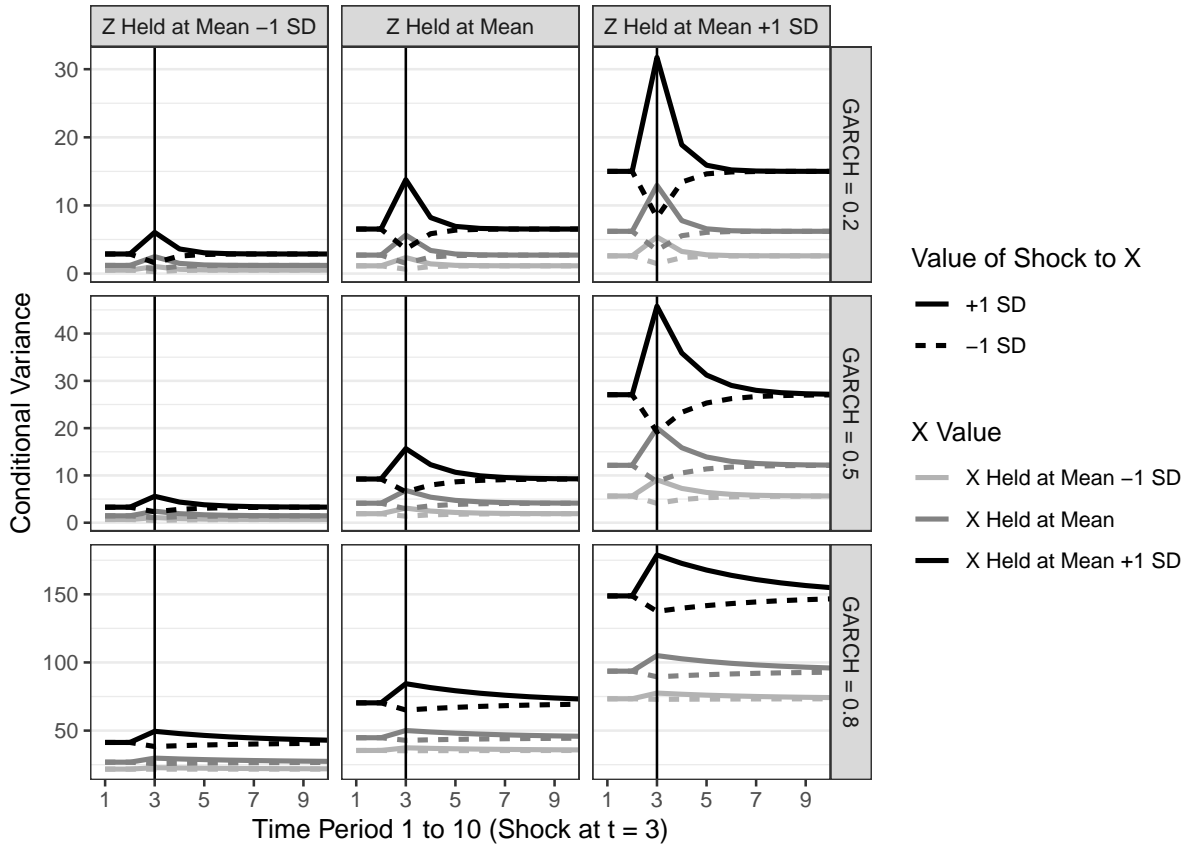 Z Held at Mean −1 SD
Z Held at Mean
Z Held at Mean +1 SD
Conditional Variance
30
20
10
0
GARCH = 0.2
40
30
20
10
0
GARCH = 0.5
150
100
50
GARCH = 0.8
1 3 5 7 9
1 3 5 7 9
1 3 5 7 9
Time Period 1 to 10 (Shock at t = 3)
Value of Shock to X
+1 SD
−1 SD
X Value
X Held at Mean −1 SD
X Held at Mean
X Held at Mean +1 SD